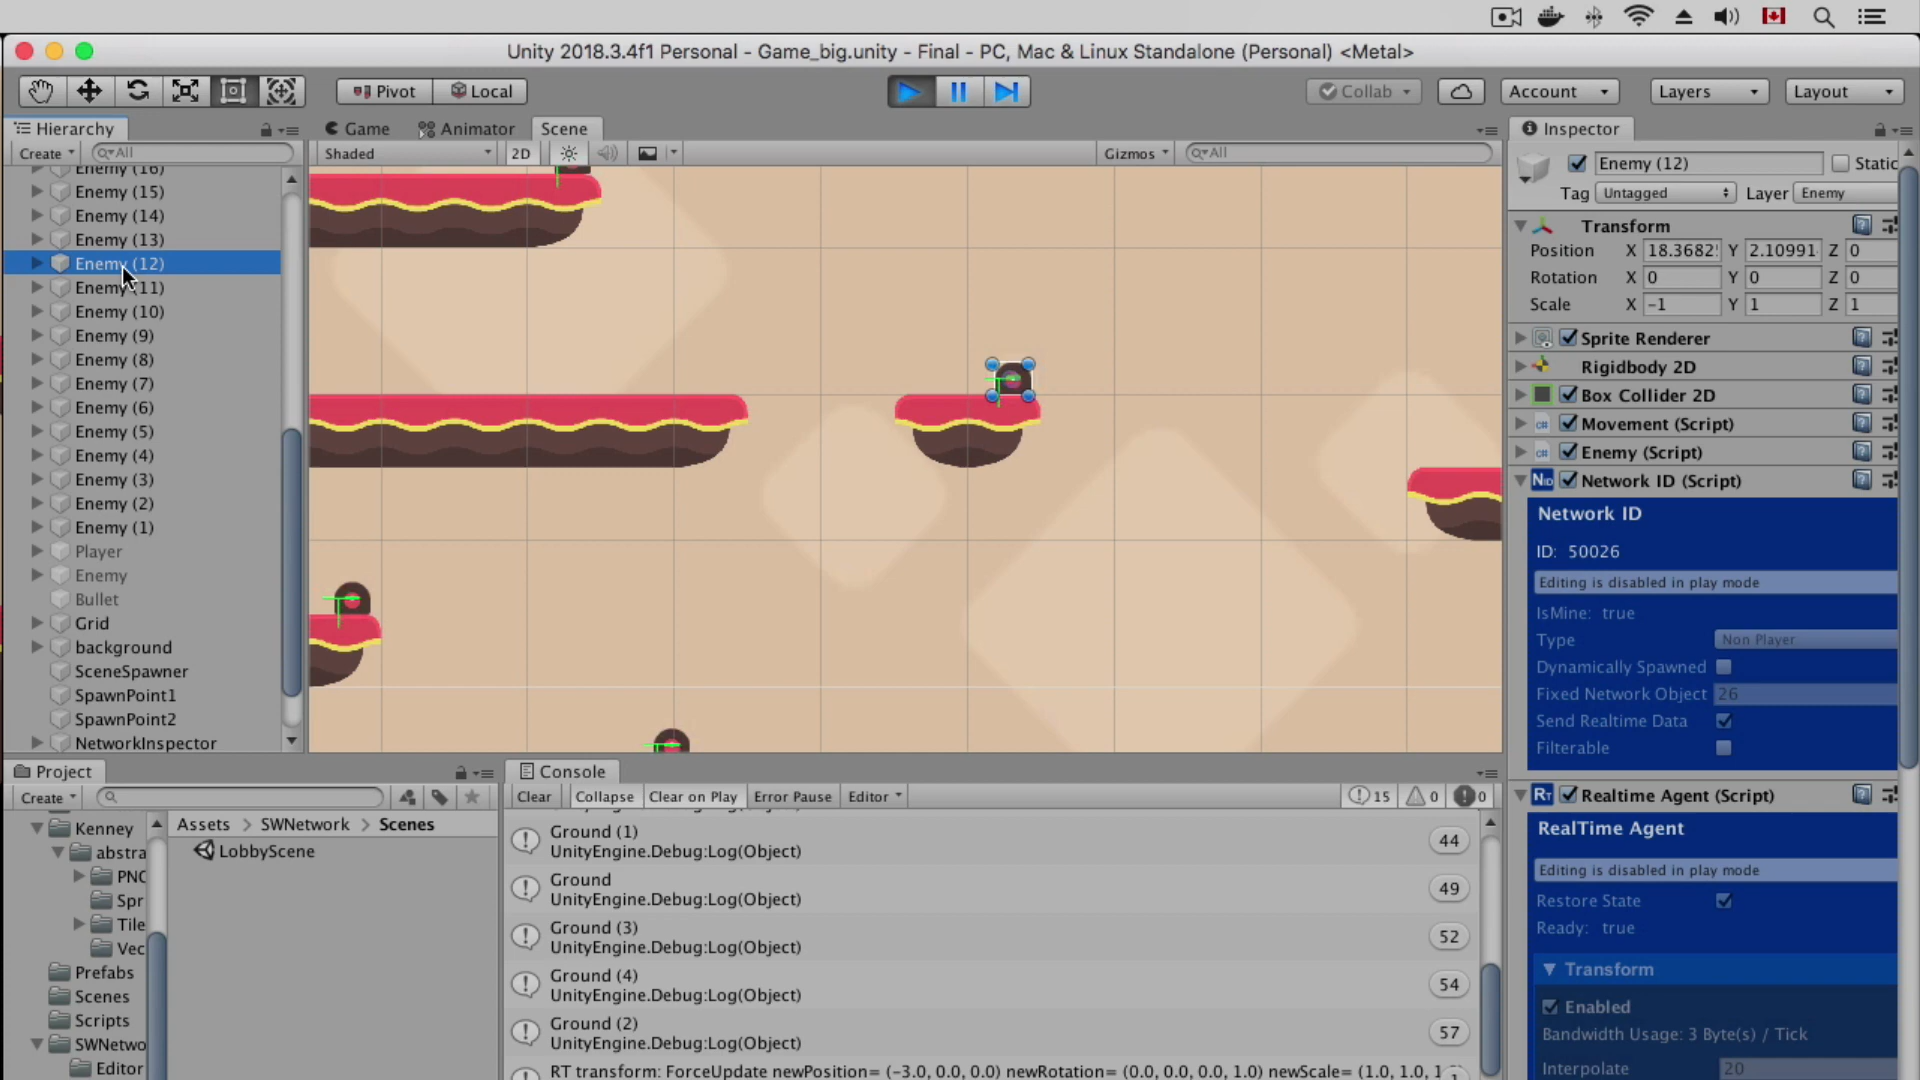 Unity 2018.3.4f1 Personal - Game_big.unity - Final - PC, Mac & Linux Standalone (Personal) <Metal>
Pivot
Local
Collab
Account
Layers
Layout
Hierarchy
Create
All
Enemy (16)
Enemy (15)
Enemy (14)
Enemy (13)
Enemy (12)
Enemy (11)
Enemy (10)
Enemy (9)
Enemy (8)
Enemy (7)
Enemy (6)
Enemy (5)
Enemy (4)
Enemy (3)
Enemy (2)
Enemy (1)
Player
Enemy
Bullet
Grid
background
SceneSpawner
SpawnPoint1
SpawnPoint2
NetworkInspector
Game
Animator
Scene
Shaded
2D
Gizmos
All
Inspector
Enemy (12)
Static
Tag Untagged Layer Enemy
Transform
Position X 18.3682 Y 2.10991 Z 0
Rotation X 0 Y 0 Z 0
Scale X -1 Y 1 Z 1
Sprite Renderer
Rigidbody 2D
Box Collider 2D
Movement (Script)
Enemy (Script)
Network ID (Script)
Network ID
ID: 50026
Editing is disabled in play mode
IsMine: true
Type Non Player
Dynamically Spawned
Fixed Network Object 26
Send Realtime Data
Filterable
Realtime Agent (Script)
RealTime Agent
Editing is disabled in play mode
Restore State
Ready: true
Transform
Enabled
Bandwidth Usage: 3 Byte(s) / Tick
Interpolate 20
Project
Create
Kenney
abstra
PNG
Spr
Tile
Vec
Prefabs
Scenes
Scripts
SWNetwo
Editor
Assets > SWNetwork > Scenes
LobbyScene
Console
Clear
Collapse
Clear on Play
Error Pause
Editor
15
0
0
Ground (1)
UnityEngine.Debug:Log(Object)
44
Ground
UnityEngine.Debug:Log(Object)
49
Ground (3)
UnityEngine.Debug:Log(Object)
52
Ground (4)
UnityEngine.Debug:Log(Object)
54
Ground (2)
UnityEngine.Debug:Log(Object)
57
RT transform: ForceUpdate newPosition= (-3.0, 0.0, 0.0) newRotation= (0.0, 0.0, 0.0, 1.0) newScale= (1.0, 1.0, 1